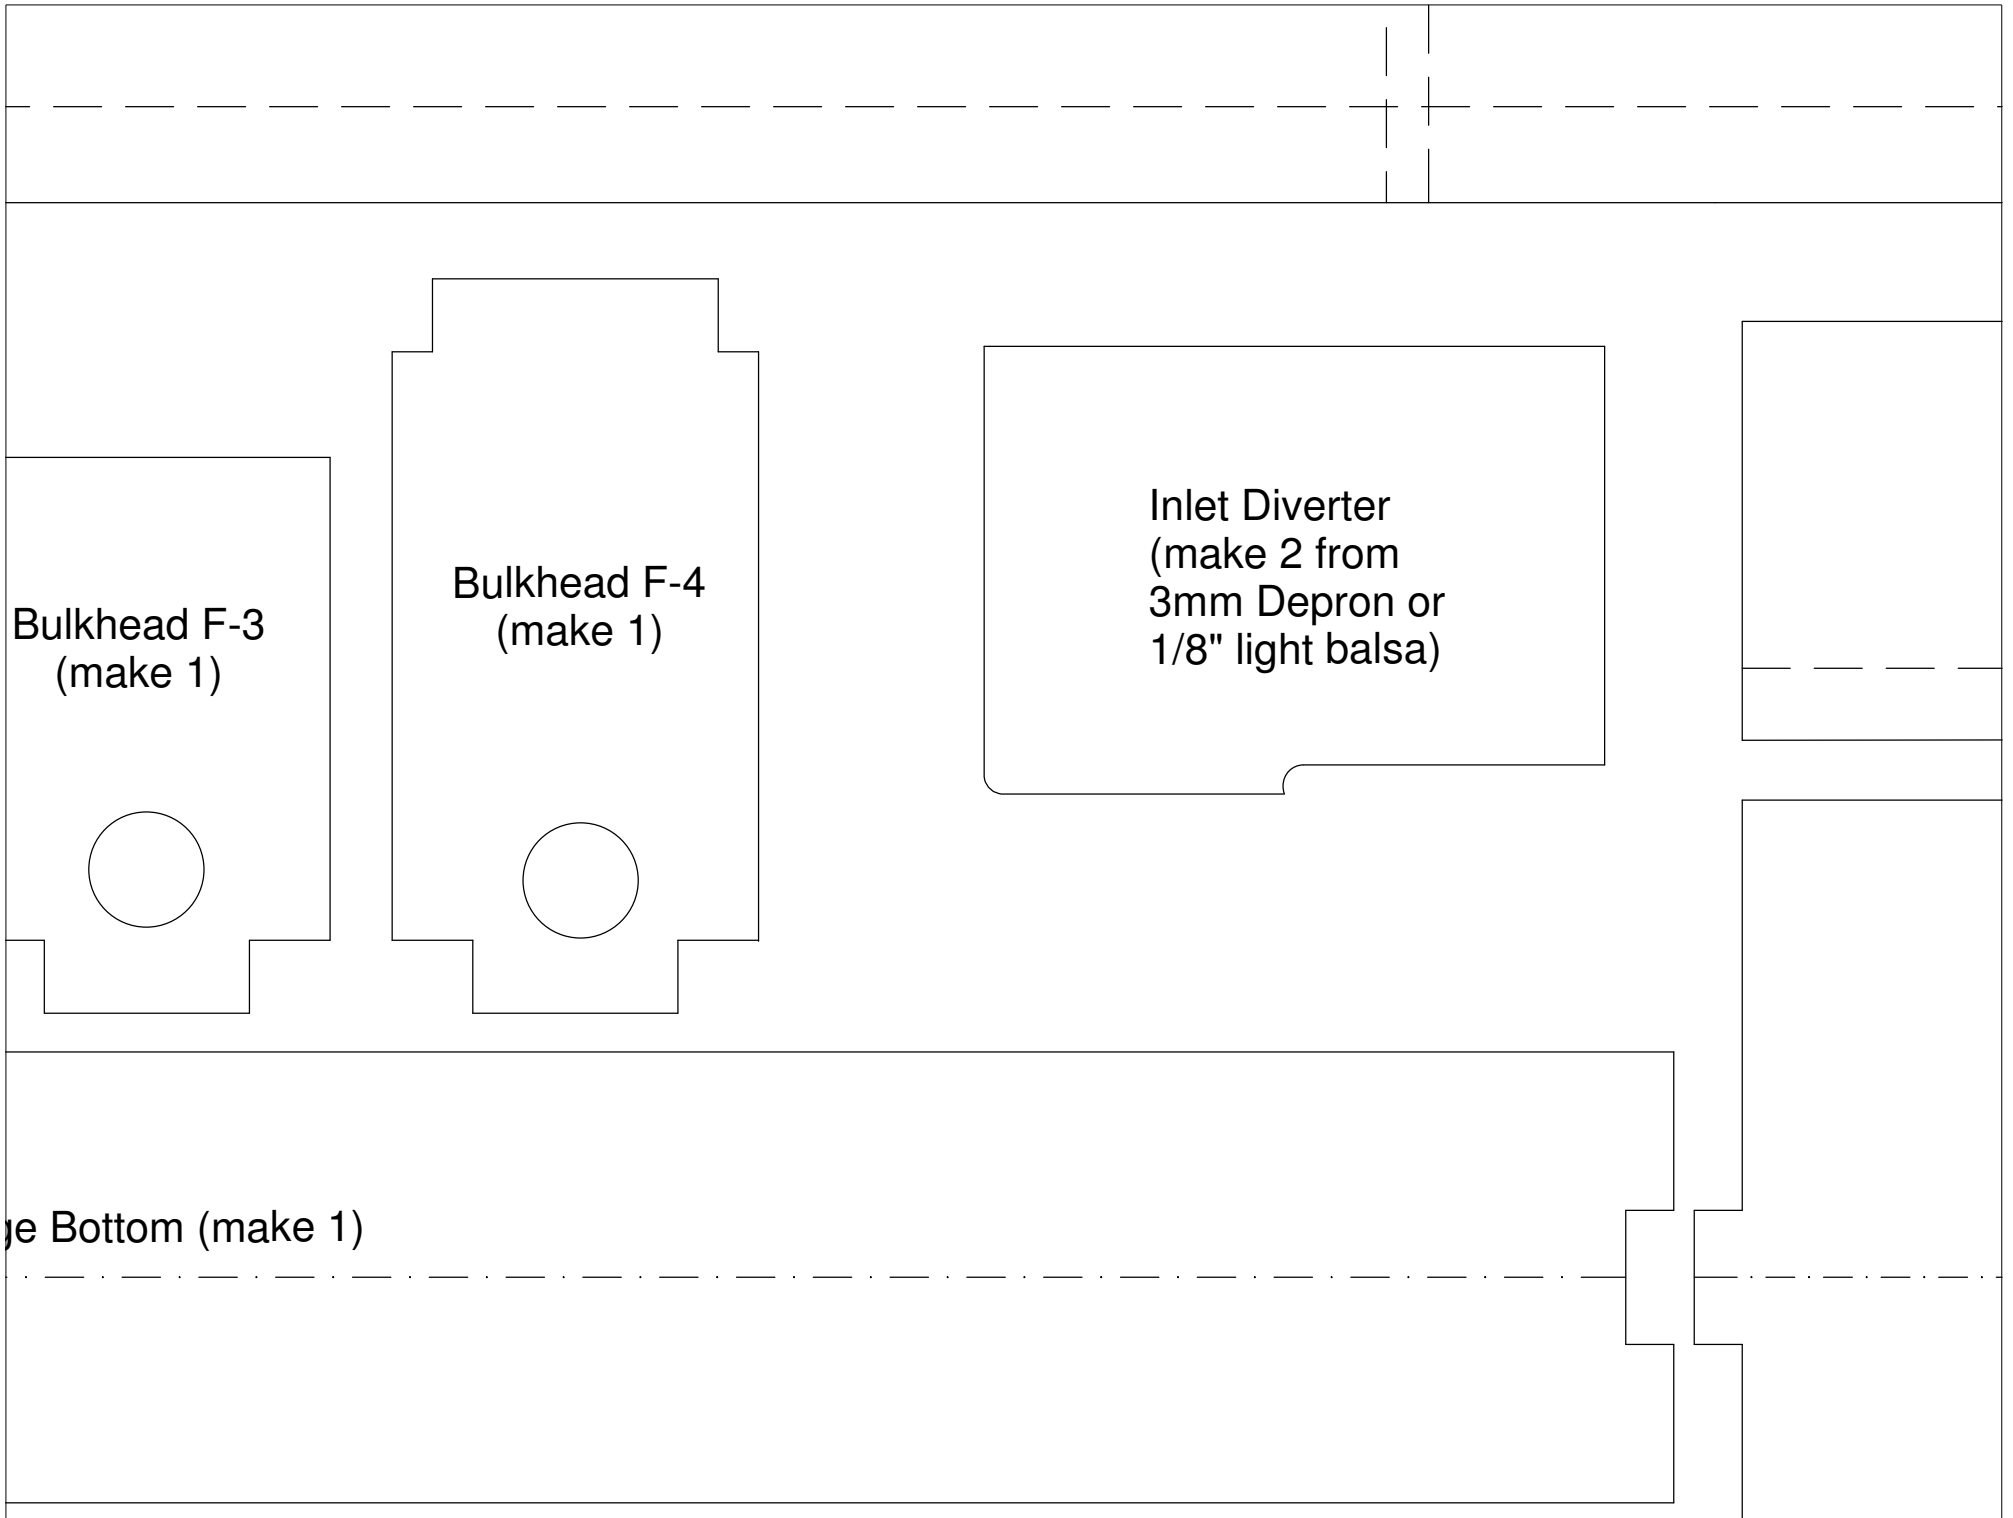 Bulkhead F-3
(make 1)
Bulkhead F-4
(make 1)
Inlet Diverter
(make 2 from
3mm Depron or
1/8" light balsa)
Bottom (make 1)